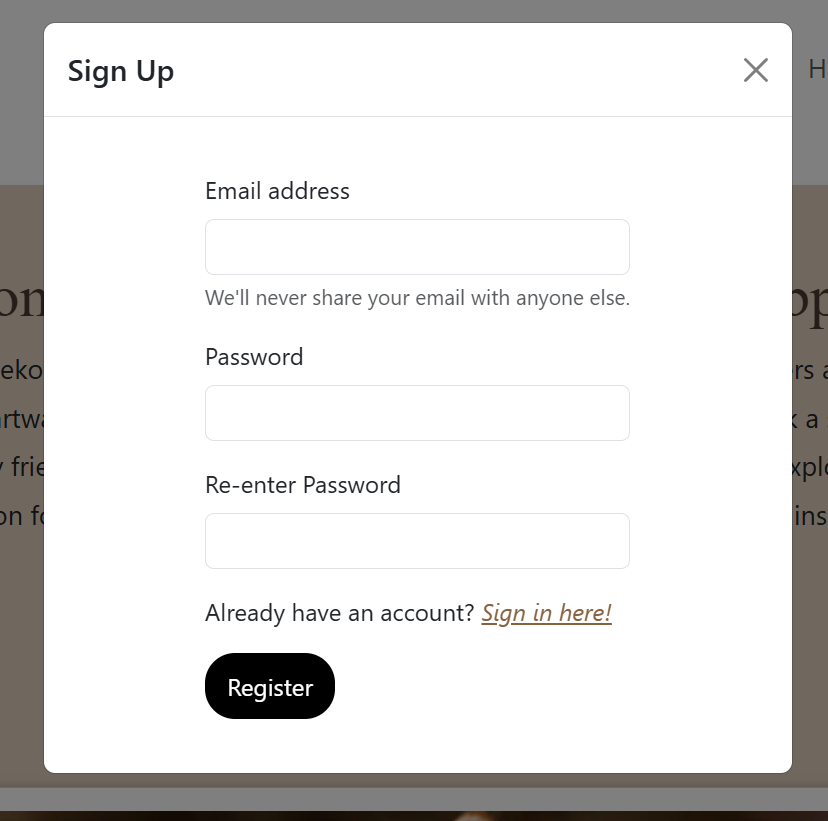 Sign Up
H
Email address
We'll never share your email with anyone else.
Password
Re-enter Password
Already have an account? Sign in here!
Register